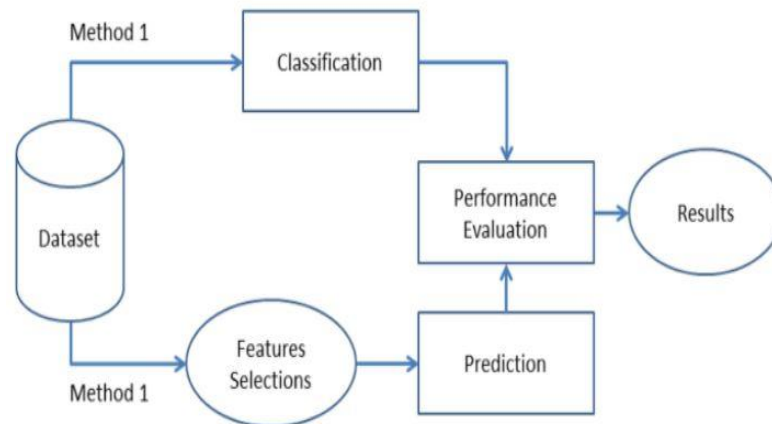 Method 1
Classification
Performance
Evaluation
Results
Dataset
Features
Selections
Prediction
Method 1